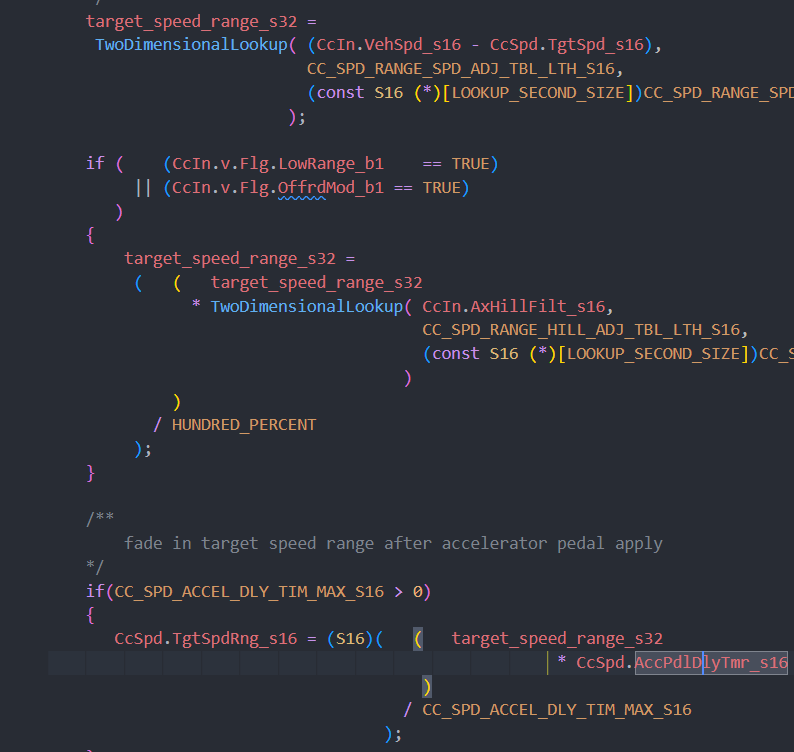 */
target_speed_range_s32 =
TwoDimensionalLookup( (CcIn.VehSpd_s16 - CcSpd.TgtSpd_s16),
CC_SPD_RANGE_SPD_ADJ_TBL_LTH_S16,
(const S16 (*)[LOOKUP_SECOND_SIZE])CC_SPD_RANGE_SPD
);
if (    (CcIn.v.Flg.LowRange_b1    == TRUE)
|| (CcIn.v.Flg.OffrdMod_b1 == TRUE)
)
{
target_speed_range_s32 =
(   (   target_speed_range_s32
* TwoDimensionalLookup( CcIn.AxHillFilt_s16,
CC_SPD_RANGE_HILL_ADJ_TBL_LTH_S16,
(const S16 (*)[LOOKUP_SECOND_SIZE])CC_S
)
)
/ HUNDRED_PERCENT
);
}
/**
fade in target speed range after accelerator pedal apply
*/
if(CC_SPD_ACCEL_DLY_TIM_MAX_S16 > 0)
{
CcSpd.TgtSpdRng_s16 = (S16)(   (   target_speed_range_s32
* CcSpd.AccPdlDlyTmr_s16
)
/ CC_SPD_ACCEL_DLY_TIM_MAX_S16
);